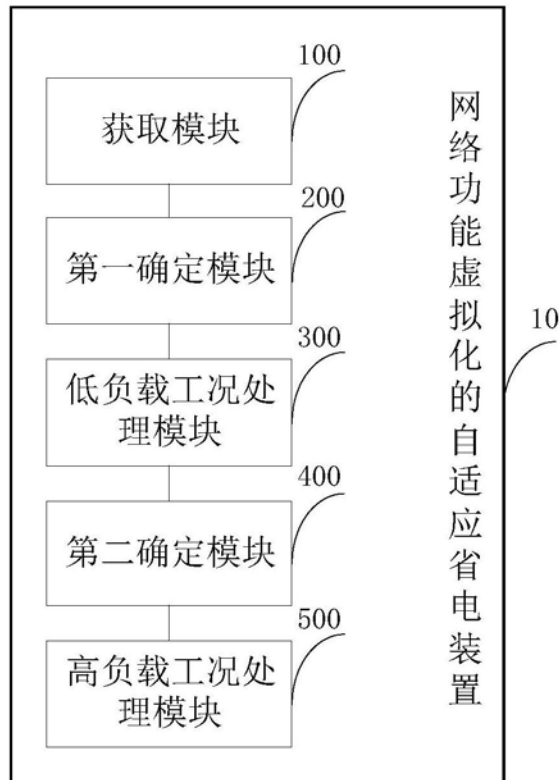 100
获取模块
200
第一确定模块
300
低负载工况处
理模块
400
第二确定模块
500
高负载工况处
理模块
网络功能虚拟化的自适应省电装置
10